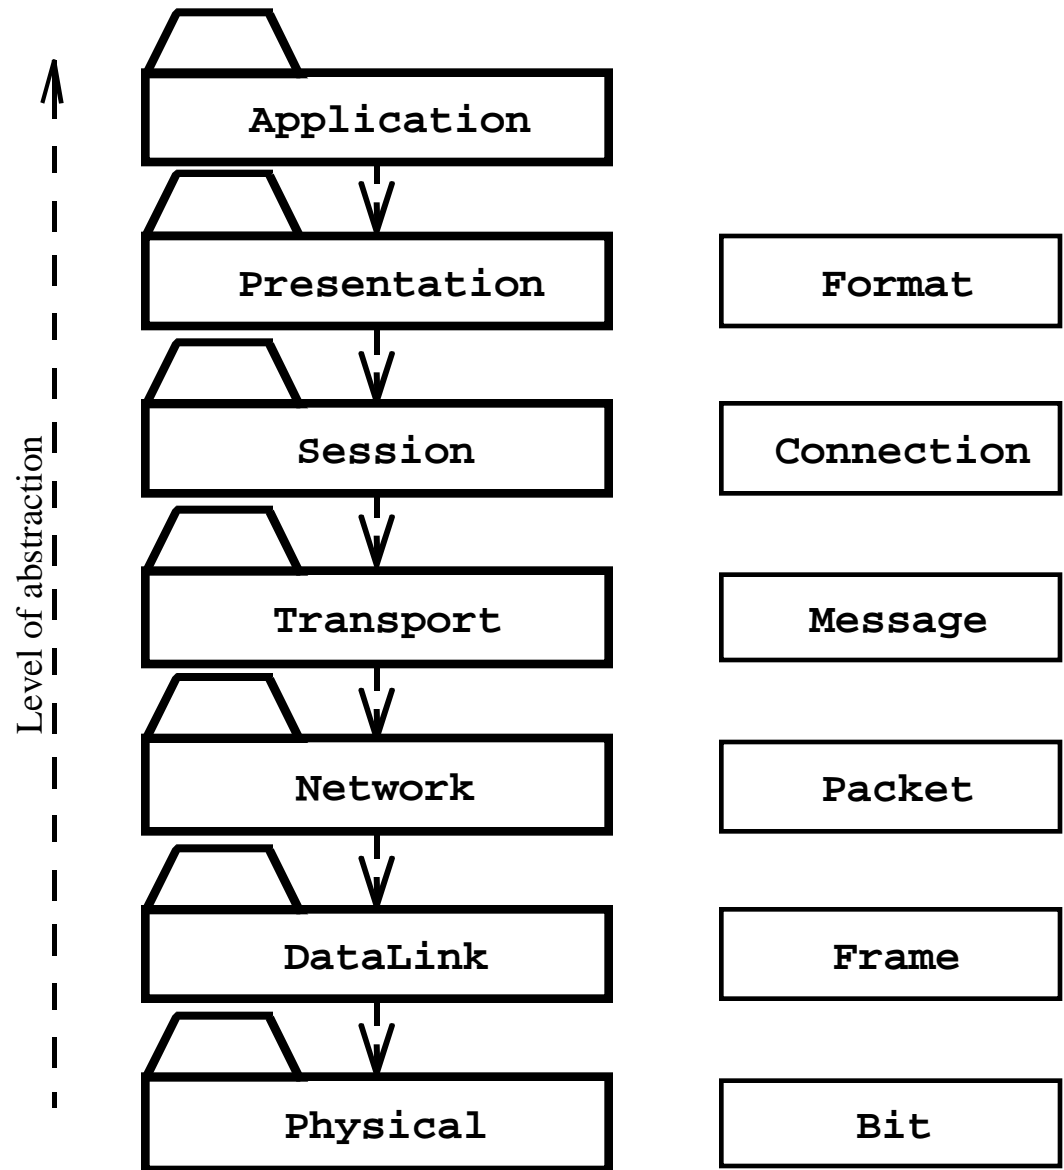 Application
Presentation
Format
Session
Connection
Level of abstraction
Transport
Message
Network
Packet
DataLink
Frame
Physical
Bit